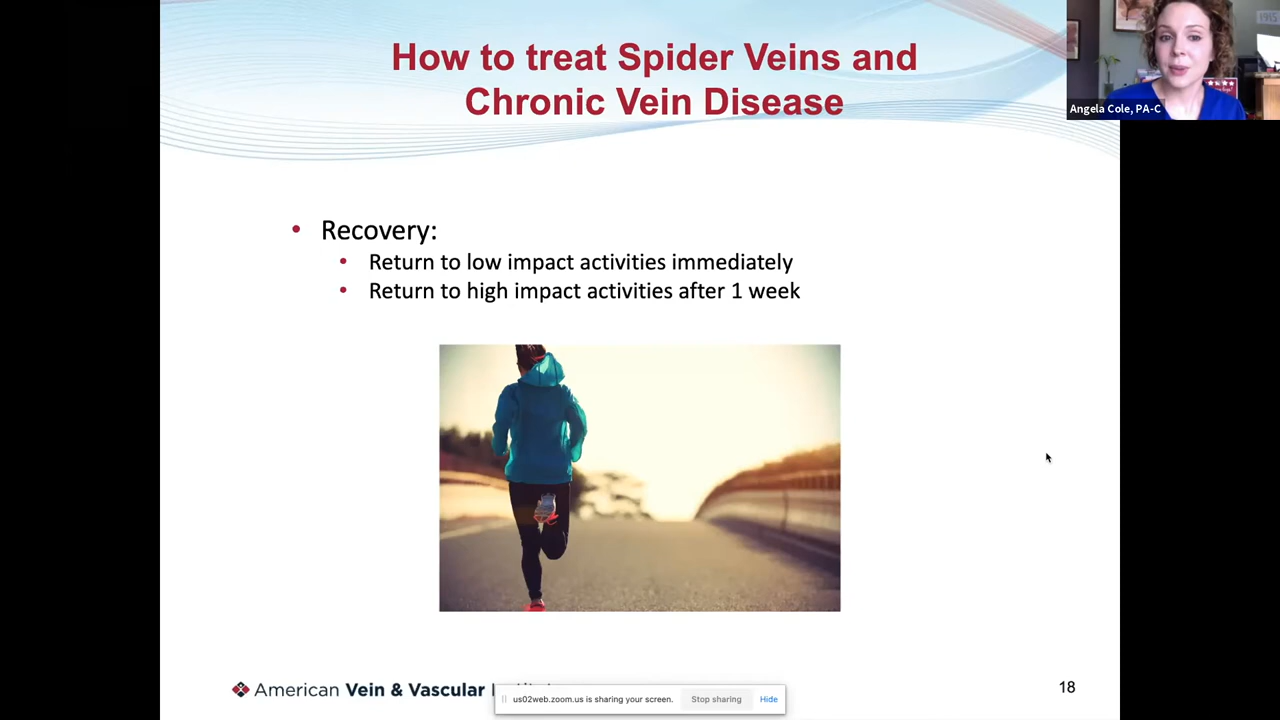 How to treat Spider Veins and
Chronic Vein Disease
Angela Cole, PA-C
• Recovery:
• Return to low impact activities immediately
• Return to high impact activities after 1 week
American Vein & Vascular
us02web.zoom.us is sharing your screen. Stop sharing Hide
18